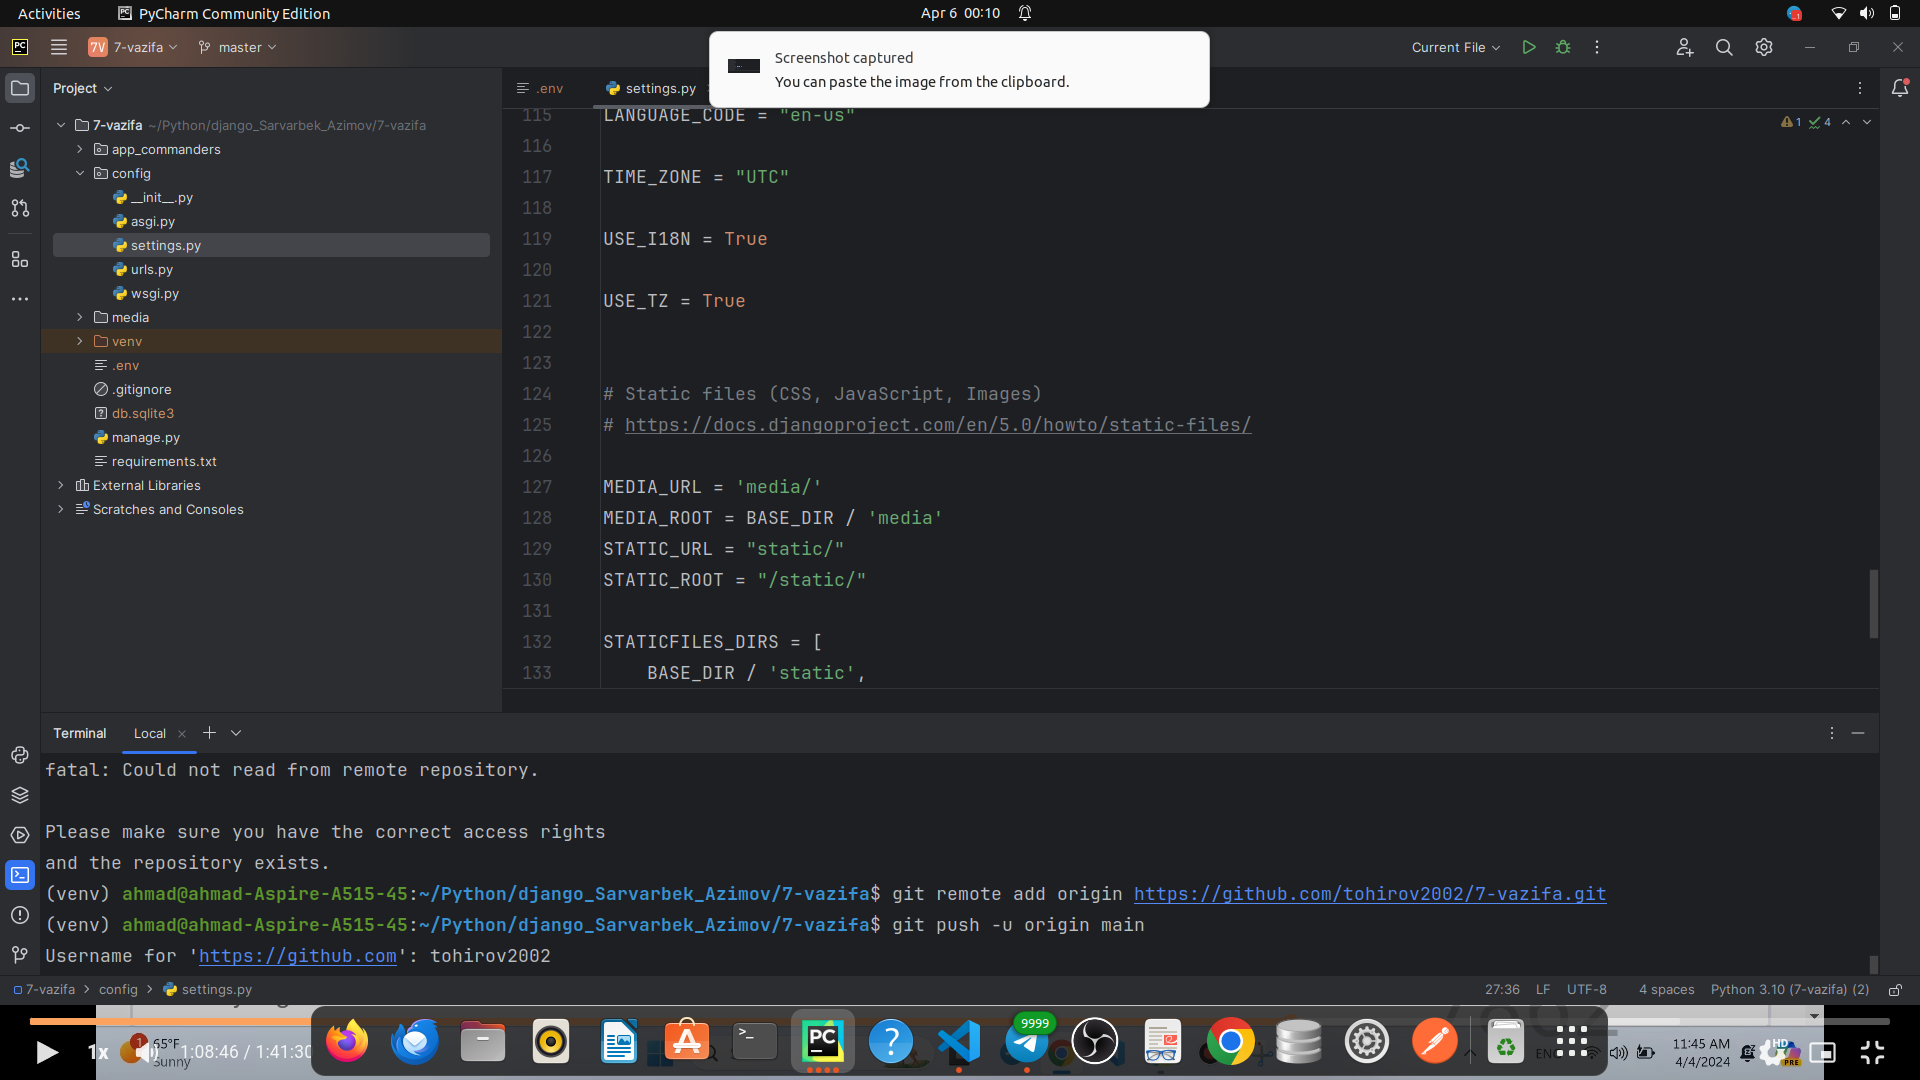 Activities
PyCharm Community Edition
Apr 6 00:10
PC
7V
7-vazifa
master
Screenshot captured
You can paste the image from the clipboard.
Current File
Project
.env
settings.py
7-vazifa ~/Python/django_Sarvarbek_Azimov/7-vazifa
app_commanders
config
__init__.py
asgi.py
settings.py
urls.py
wsgi.py
media
venv
.env
.gitignore
db.sqlite3
manage.py
requirements.txt
External Libraries
Scratches and Consoles
1 4
115 LANGUAGE_CODE = "en-us"
116
117 TIME_ZONE = "UTC"
118
119 USE_I18N = True
120
121 USE_TZ = True
122
123
124 # Static files (CSS, JavaScript, Images)
125 # https://docs.djangoproject.com/en/5.0/howto/static-files/
126
127 MEDIA_URL = 'media/'
128 MEDIA_ROOT = BASE_DIR / 'media'
129 STATIC_URL = "static/"
130 STATIC_ROOT = "/static/"
131
132 STATICFILES_DIRS = [
133 BASE_DIR / 'static',
Terminal
Local
fatal: Could not read from remote repository.
Please make sure you have the correct access rights
and the repository exists.
(venv) ahmad@ahmad-Aspire-A515-45:~/Python/django_Sarvarbek_Azimov/7-vazifa$ git remote add origin https://github.com/tohirov2002/7-vazifa.git
(venv) ahmad@ahmad-Aspire-A515-45:~/Python/django_Sarvarbek_Azimov/7-vazifa$ git push -u origin main
Username for 'https://github.com': tohirov2002
7-vazifa
config
settings.py
27:36
LF
UTF-8
4 spaces
Python 3.10 (7-vazifa) (2)
1x
1
65°F
Sunny
1:08:46 / 1:41:30
PC
9999
11:45 AM
4/4/2024
HD
PRE